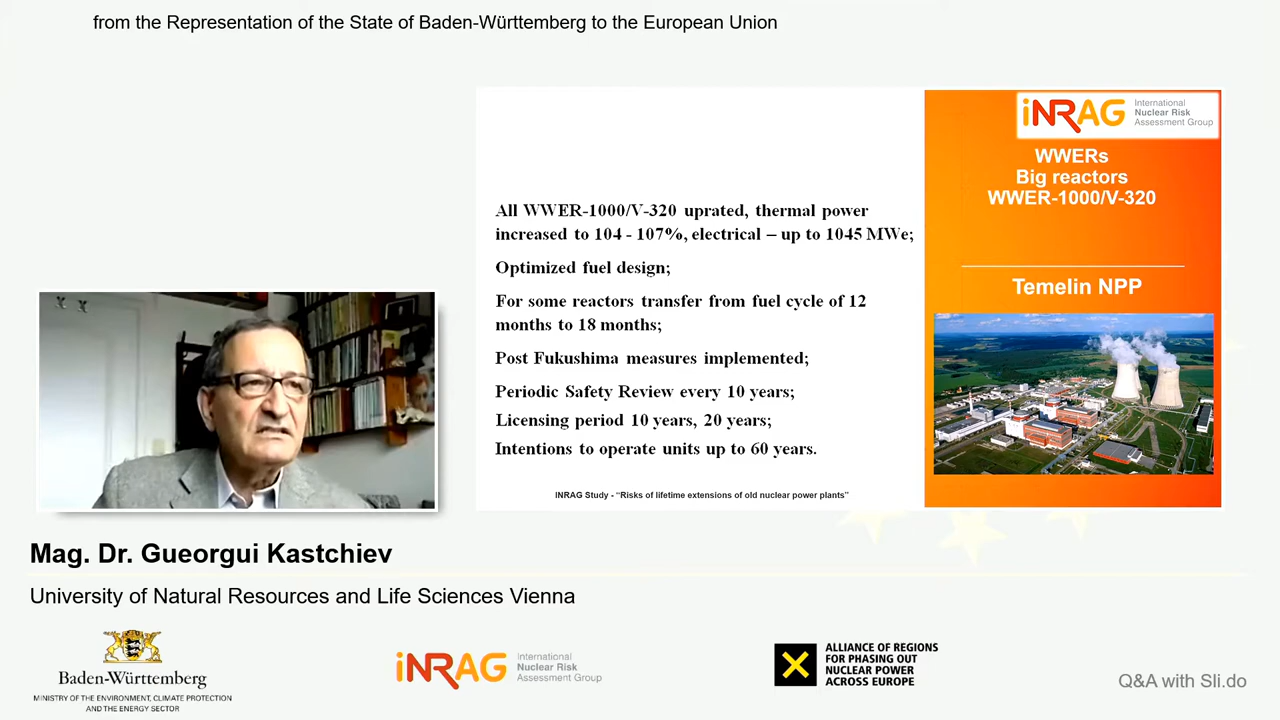 from the Representation of the State of Baden-Württemberg to the European Union
iNRAG
International
Nuclear Risk
Assessment Group
WWERs
Big reactors
WWER-1000/V-320
Temelin NPP
All WWER-1000/V-320 uprated, thermal power
increased to 104 - 107%, electrical – up to 1045 MWe;
Optimized fuel design;
For some reactors transfer from fuel cycle of 12
months to 18 months;
Post Fukushima measures implemented;
Periodic Safety Review every 10 years;
Licensing period 10 years, 20 years;
Intentions to operate units up to 60 years.
INRAG Study - “Risks of lifetime extensions of old nuclear power plants”
Mag. Dr. Gueorgui Kastchiev
University of Natural Resources and Life Sciences Vienna
Baden-Württemberg
MINISTRY OF THE ENVIRONMENT, CLIMATE PROTECTION
AND THE ENERGY SECTOR
iNRAG
International
Nuclear Risk
Assessment Group
ALLIANCE OF REGIONS
FOR PHASING OUT
NUCLEAR POWER
ACROSS EUROPE
Q&A with Sli.do